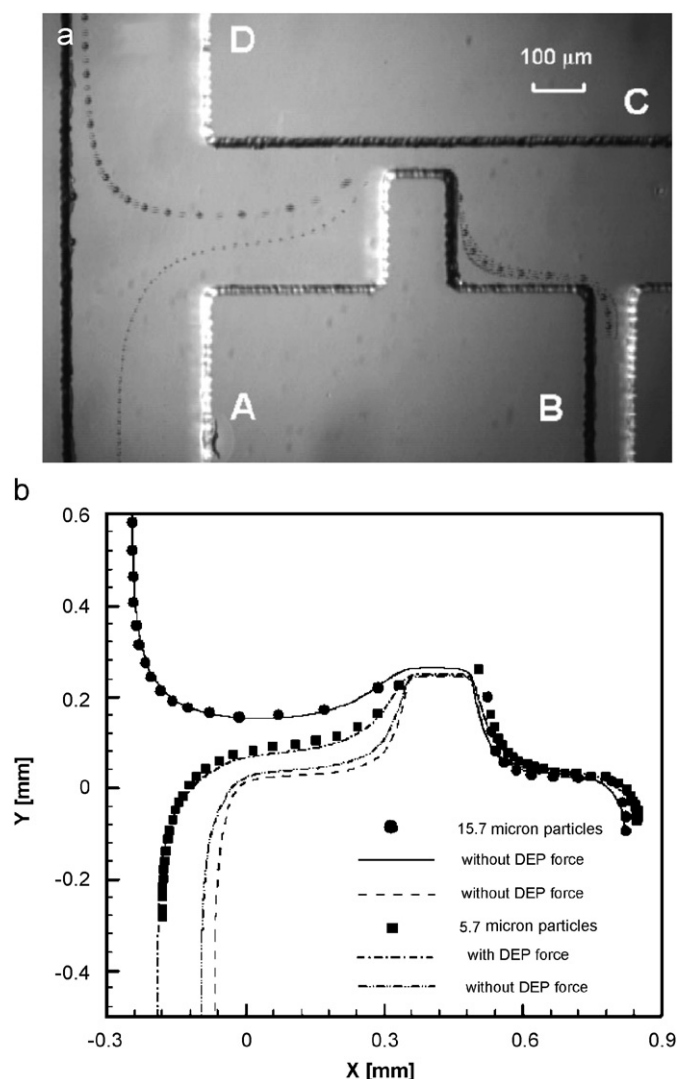 a
D
100 μm
C
A
B
b
0.6
0.4
0.2
0
-0.2
-0.4
Y [mm]
15.7 micron particles
without DEP force
without DEP force
5.7 micron particles
with DEP force
without DEP force
-0.3
0
0.3
0.6
0.9
X [mm]